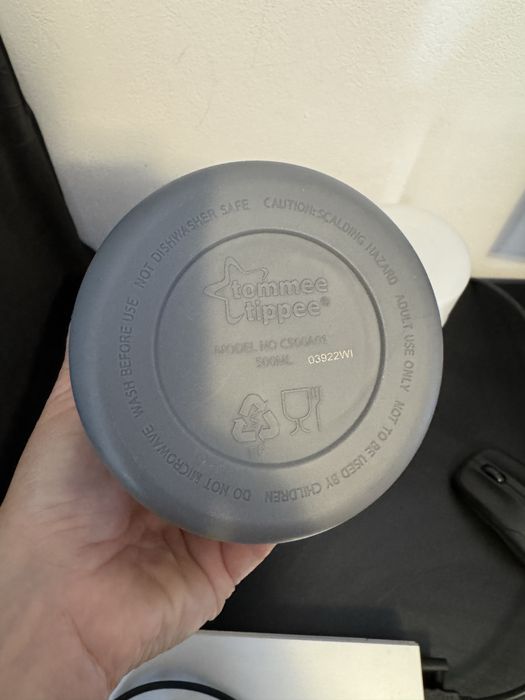 NOT DISHWASHER SAFE
CAUTION: SCALDING HAZARD
ADULT USE ONLY
NOT TO BE USED BY CHILDREN
DO NOT MICROWAVE
WASH BEFORE USE
tommee
tippee®
MODEL NO C500A01
500ML
03922WI